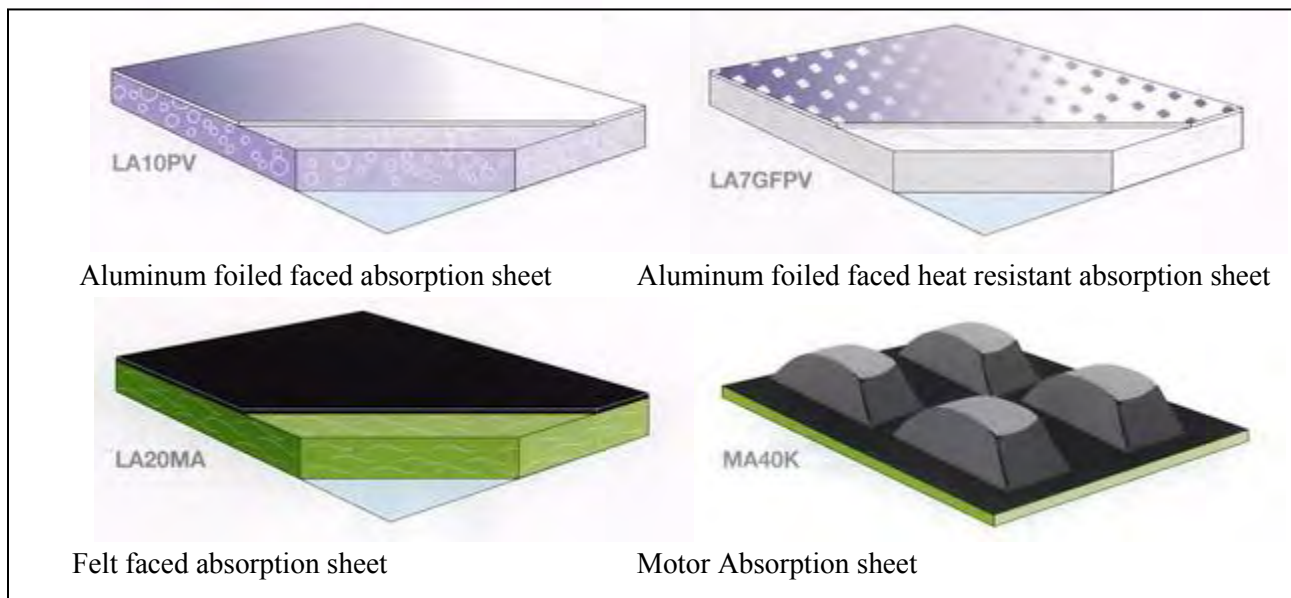 LA10PV
LA7GFPV
Aluminum foiled faced absorption sheet
Aluminum foiled faced heat resistant absorption sheet
LA20MA
MA40K
Felt faced absorption sheet
Motor Absorption sheet